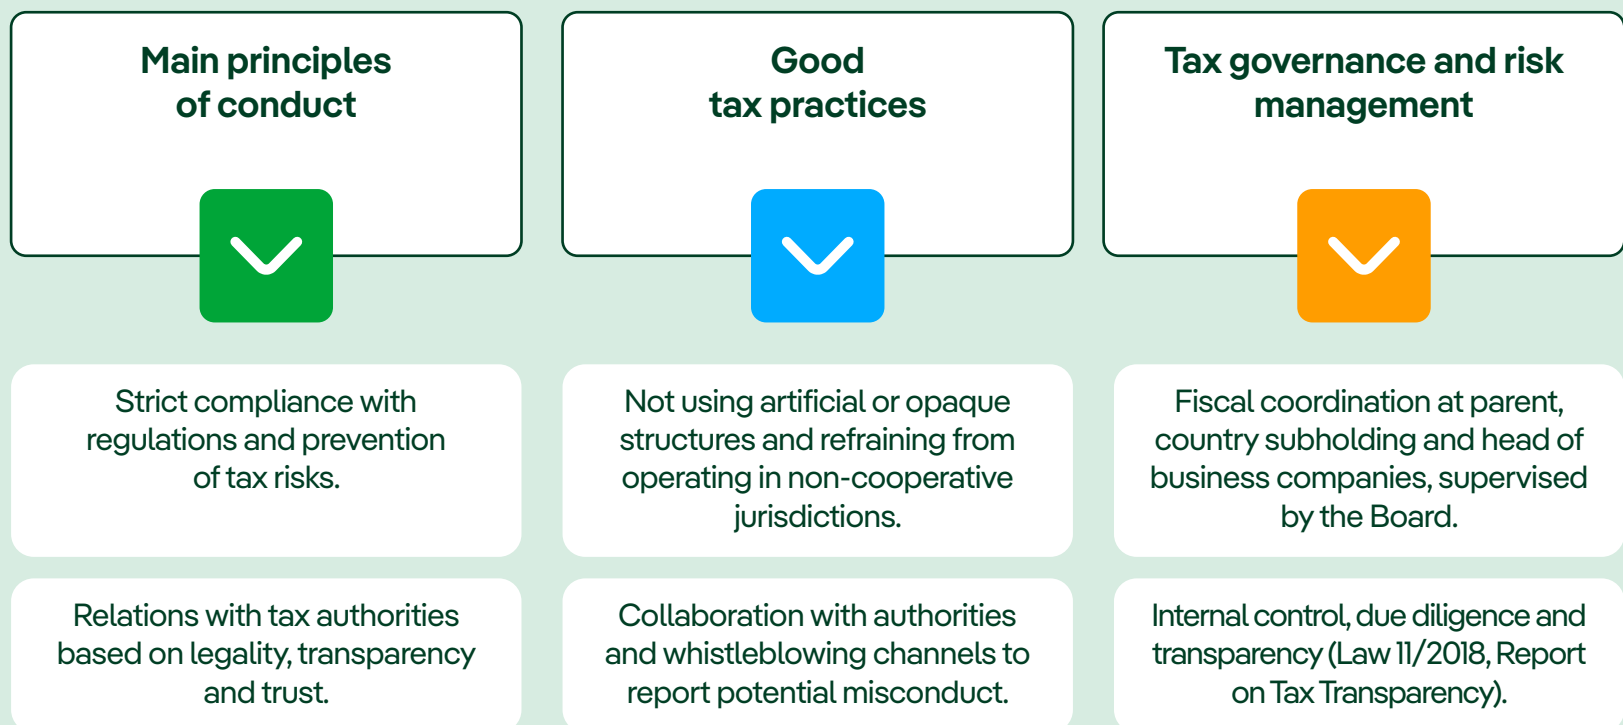 Main principles
of conduct
Good
tax practices
Tax governance and risk
management
Strict compliance with
regulations and prevention
of tax risks.
Not using artificial or opaque
structures and refraining from
operating in non-cooperative
jurisdictions.
Fiscal coordination at parent,
country subholding and head of
business companies, supervised
by the Board.
Relations with tax authorities
based on legality, transparency
and trust.
Collaboration with authorities
and whistleblowing channels to
report potential misconduct.
Internal control, due diligence and
transparency (Law 11/2018, Report
on Tax Transparency).